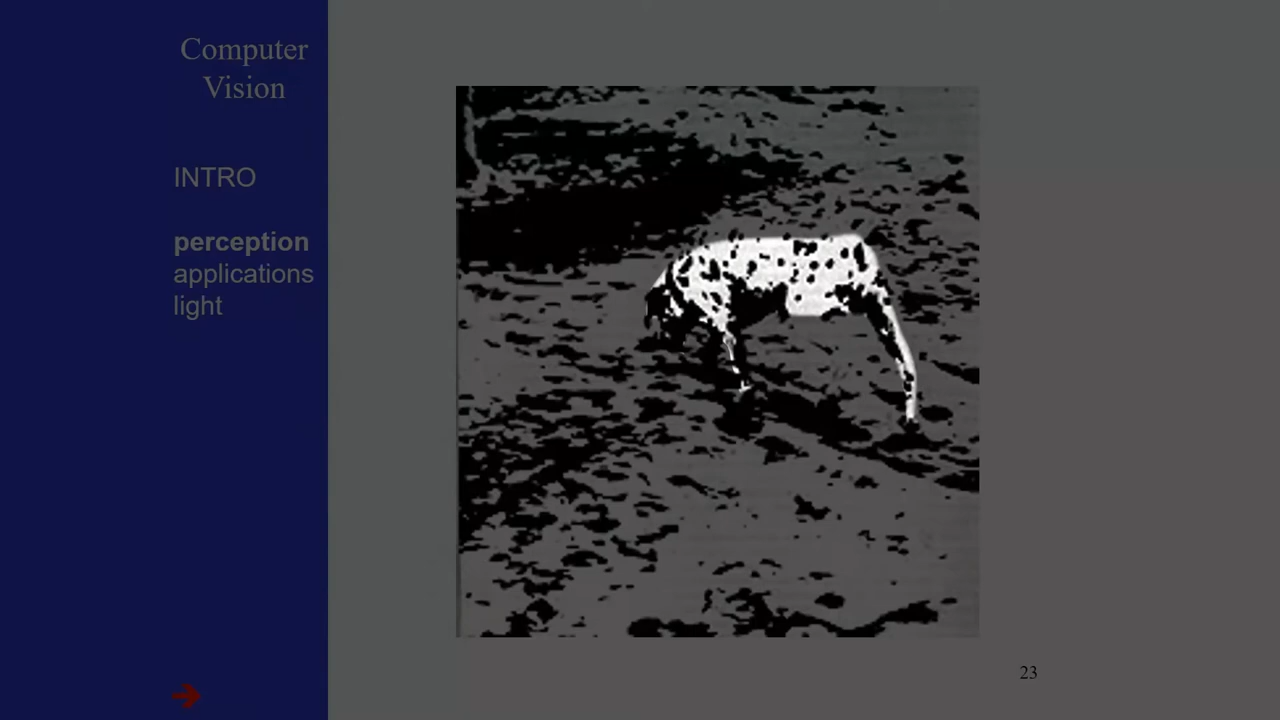 Computer
Vision
INTRO
perception
applications
light
23